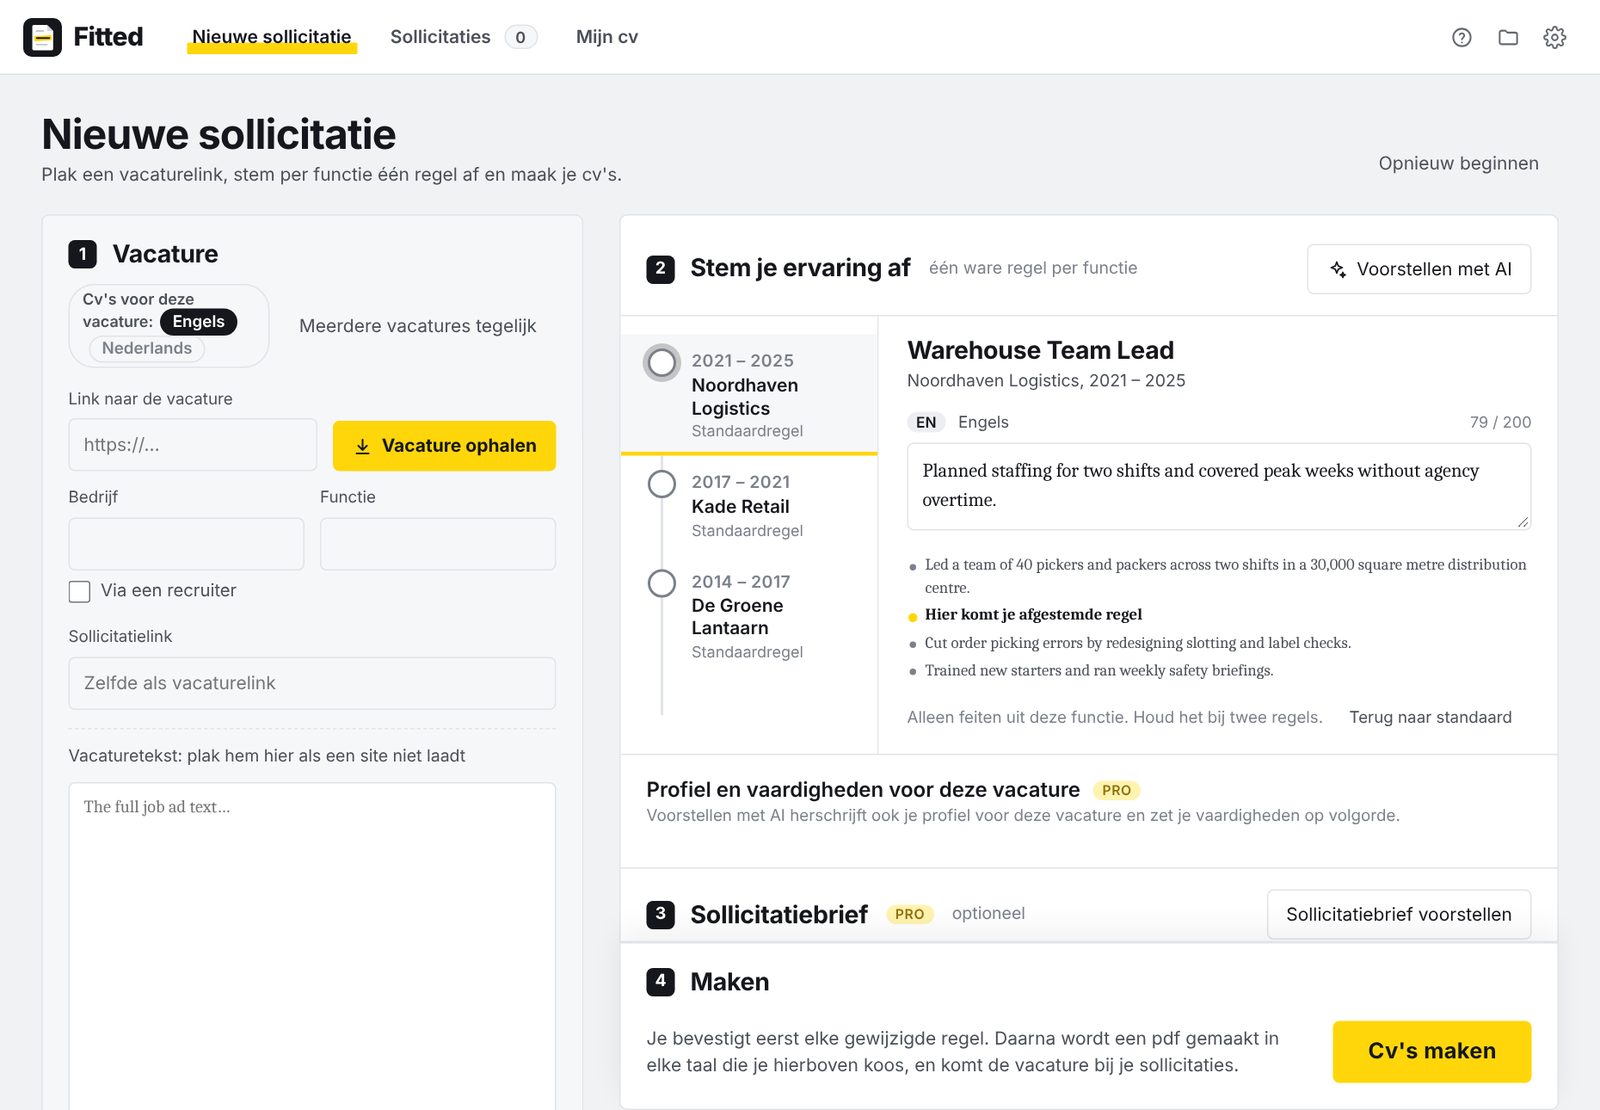 Fitted
Nieuwe sollicitatie
Sollicitaties 0
Mijn cv
Nieuwe sollicitatie
Plak een vacaturelink, stem per functie één regel af en maak je cv's.
Opnieuw beginnen
1 Vacature
Cv's voor deze
vacature: Engels
Nederlands
Meerdere vacatures tegelijk
Link naar de vacature
https://...
Vacature ophalen
Bedrijf
Functie
Via een recruiter
Sollicitatielink
Zelfde als vacaturelink
Vacaturetekst: plak hem hier als een site niet laadt
The full job ad text...
2 Stem je ervaring af één ware regel per functie
Voorstellen met AI
2021 – 2025
Noordhaven
Logistics
Standaardregel
2017 – 2021
Kade Retail
Standaardregel
2014 – 2017
De Groene
Lantaarn
Standaardregel
Warehouse Team Lead
Noordhaven Logistics, 2021 – 2025
EN Engels 79 / 200
Planned staffing for two shifts and covered peak weeks without agency
overtime.
Led a team of 40 pickers and packers across two shifts in a 30,000 square metre distribution
centre.
Hier komt je afgestemde regel
Cut order picking errors by redesigning slotting and label checks.
Trained new starters and ran weekly safety briefings.
Alleen feiten uit deze functie. Houd het bij twee regels. Terug naar standaard
Profiel en vaardigheden voor deze vacature PRO
Voorstellen met AI herschrijft ook je profiel voor deze vacature en zet je vaardigheden op volgorde.
3 Sollicitatiebrief PRO optioneel
Sollicitatiebrief voorstellen
4 Maken
Je bevestigt eerst elke gewijzigde regel. Daarna wordt een pdf gemaakt in
elke taal die je hierboven koos, en komt de vacature bij je sollicitaties.
Cv's maken